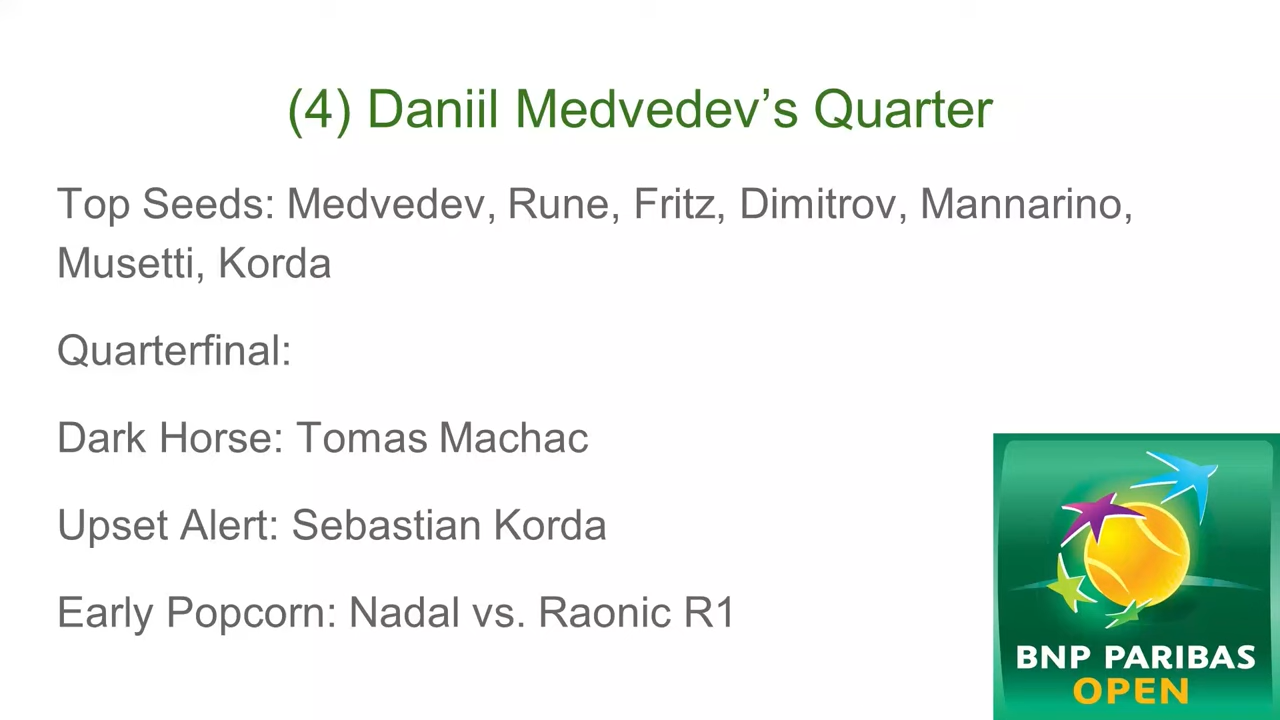 (4) Daniil Medvedev’s Quarter
Top Seeds: Medvedev, Rune, Fritz, Dimitrov, Mannarino,
Musetti, Korda
Quarterfinal:
Dark Horse: Tomas Machac
Upset Alert: Sebastian Korda
Early Popcorn: Nadal vs. Raonic R1
BNP PARIBAS
OPEN